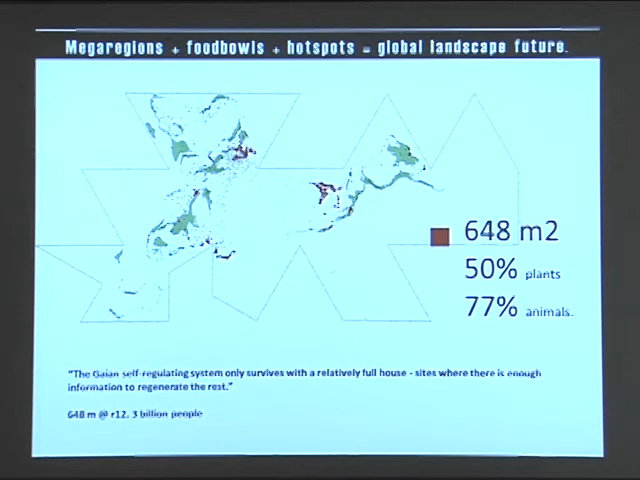 Megaregions + foodbowls + hotspots = global landscape future.
648 m2
50% plants
77% animals.
"The Gaian self-regulating system only survives with a relatively full house - sites where there is enough
information to regenerate the rest."
648 m @ r12. 3 billion people